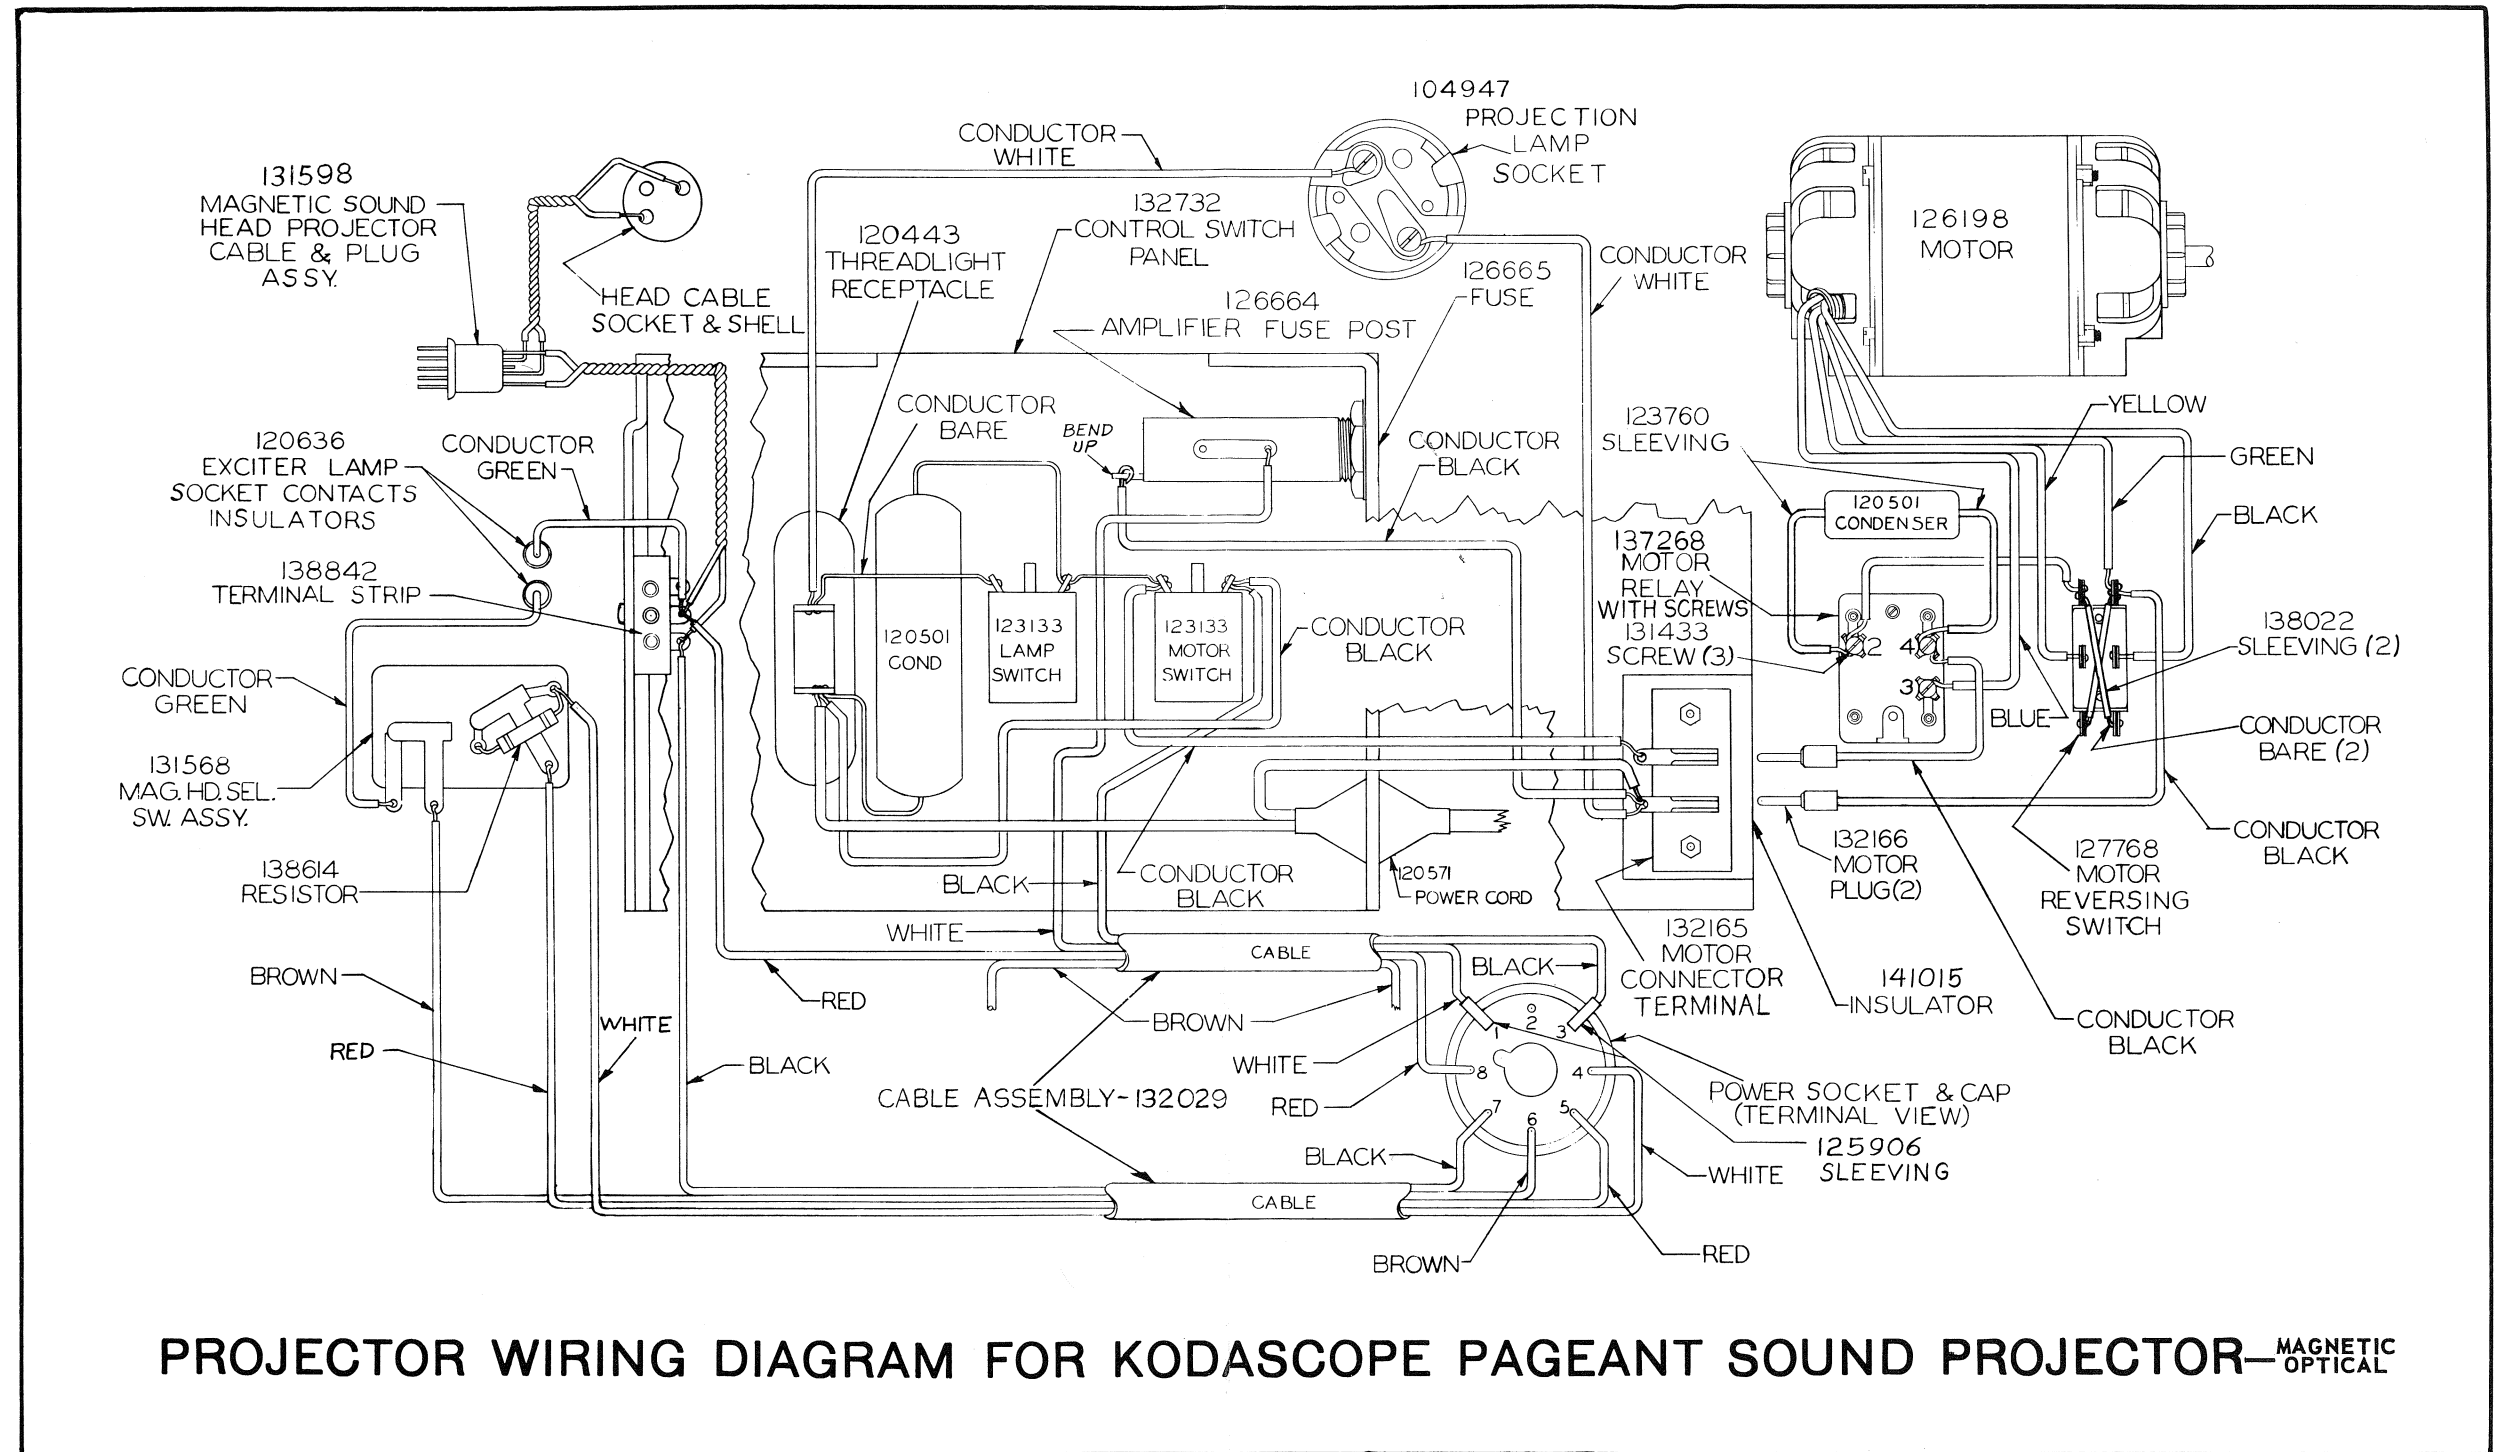 104947
PROJECTION
LAMP
SOCKET
CONDUCTOR
WHITE
131598
MAGNETIC SOUND
HEAD PROJECTOR
CABLE & PLUG
ASSY.
132732
CONTROL SWITCH
PANEL
126198
MOTOR
120443
THREADLIGHT
RECEPTACLE
CONDUCTOR
WHITE
126665
FUSE
HEAD CABLE
SOCKET & SHELL
126664
AMPLIFIER FUSE POST
CONDUCTOR
BARE
BEND
UP
CONDUCTOR
BLACK
123760
SLEEVING
YELLOW
GREEN
BLACK
120636
EXCITER LAMP
SOCKET CONTACTS
INSULATORS
CONDUCTOR
GREEN
120501
CONDENSER
138842
TERMINAL STRIP
137268
MOTOR
RELAY
WITH SCREWS
131433
SCREW (3)
2
4
3
120501
COND
123133
LAMP
SWITCH
123133
MOTOR
SWITCH
CONDUCTOR
BLACK
138022
SLEEVING (2)
CONDUCTOR
GREEN
BLUE
CONDUCTOR
BARE (2)
131568
MAG. HD. SEL.
SW. ASSY.
138614
RESISTOR
BLACK
CONDUCTOR
BLACK
120571
POWER CORD
132166
MOTOR
PLUG(2)
127768
MOTOR
REVERSING
SWITCH
CONDUCTOR
BLACK
WHITE
CABLE
132165
MOTOR
CONNECTOR
TERMINAL
141015
INSULATOR
CONDUCTOR
BLACK
BROWN
RED
WHITE
RED
BLACK
BROWN
BLACK
WHITE
RED
1
2
3
4
5
6
7
8
POWER SOCKET & CAP
(TERMINAL VIEW)
125906
SLEEVING
CABLE ASSEMBLY-132029
BLACK
WHITE
CABLE
BROWN
RED
PROJECTOR WIRING DIAGRAM FOR KODASCOPE PAGEANT SOUND PROJECTOR—MAGNETIC
OPTICAL